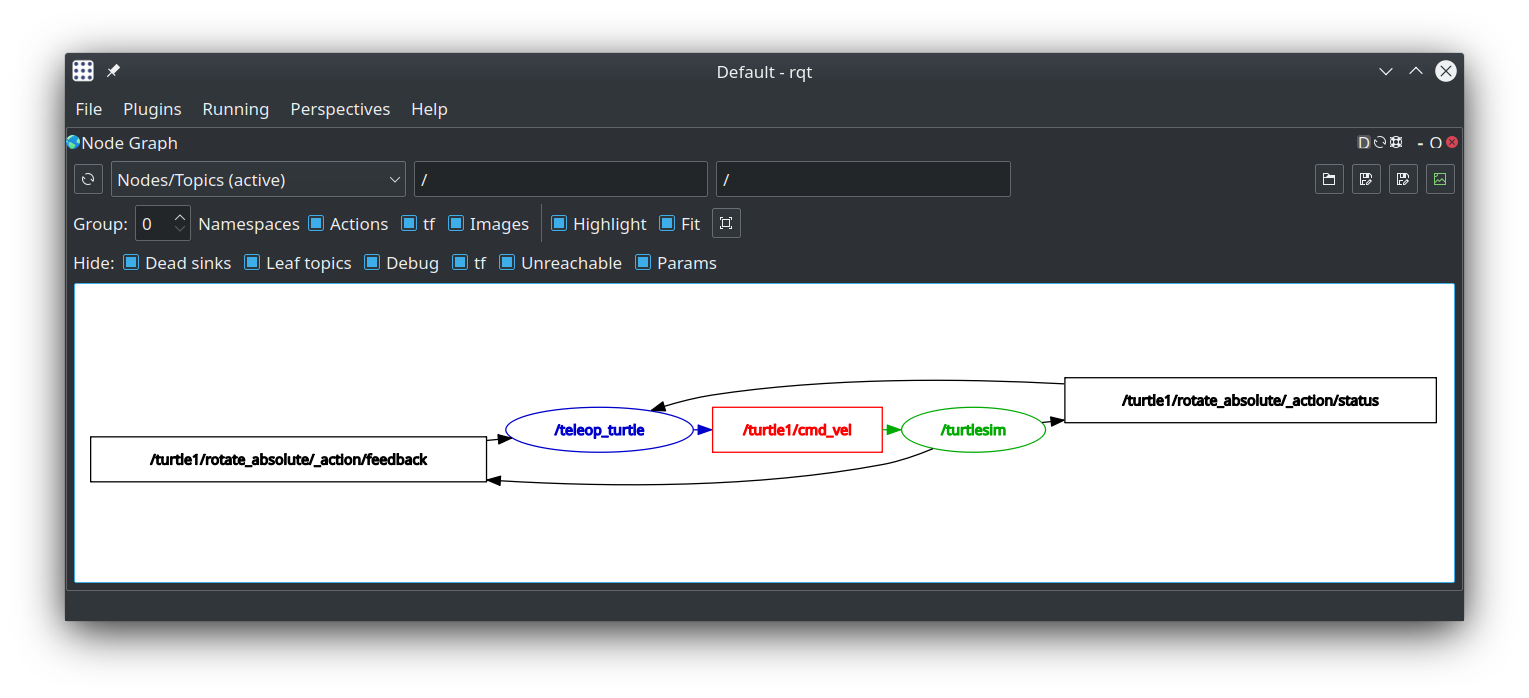 Default - rqt
File Plugins Running Perspectives Help
Node Graph D - O
Nodes/Topics (active) / /
Group: 0 Namespaces Actions tf Images Highlight Fit
Hide: Dead sinks Leaf topics Debug tf Unreachable Params
/turtle1/rotate_absolute/_action/status
/teleop_turtle /turtle1/cmd_vel /turtlesim
/turtle1/rotate_absolute/_action/feedback